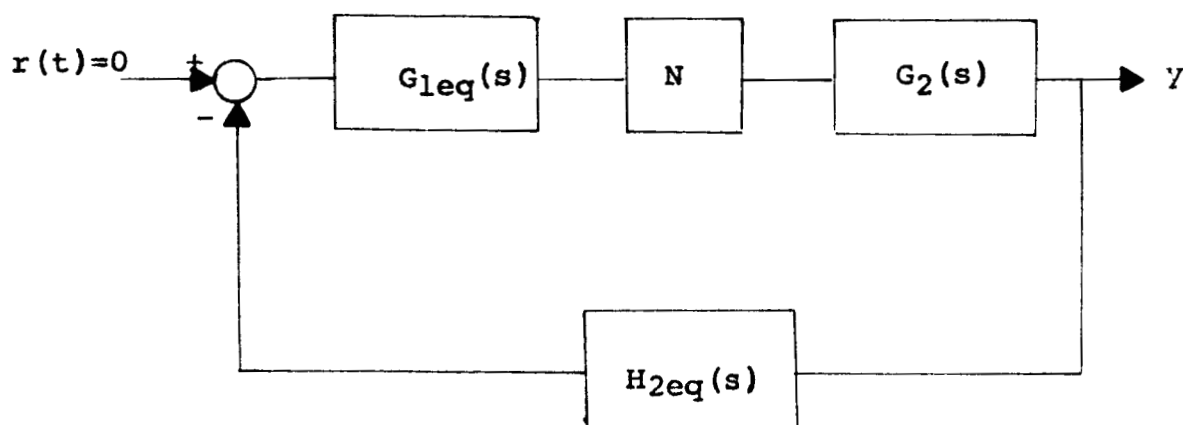 r(t)=0
+
-
G1eq(s)
N
G2(s)
y
H2eq(s)